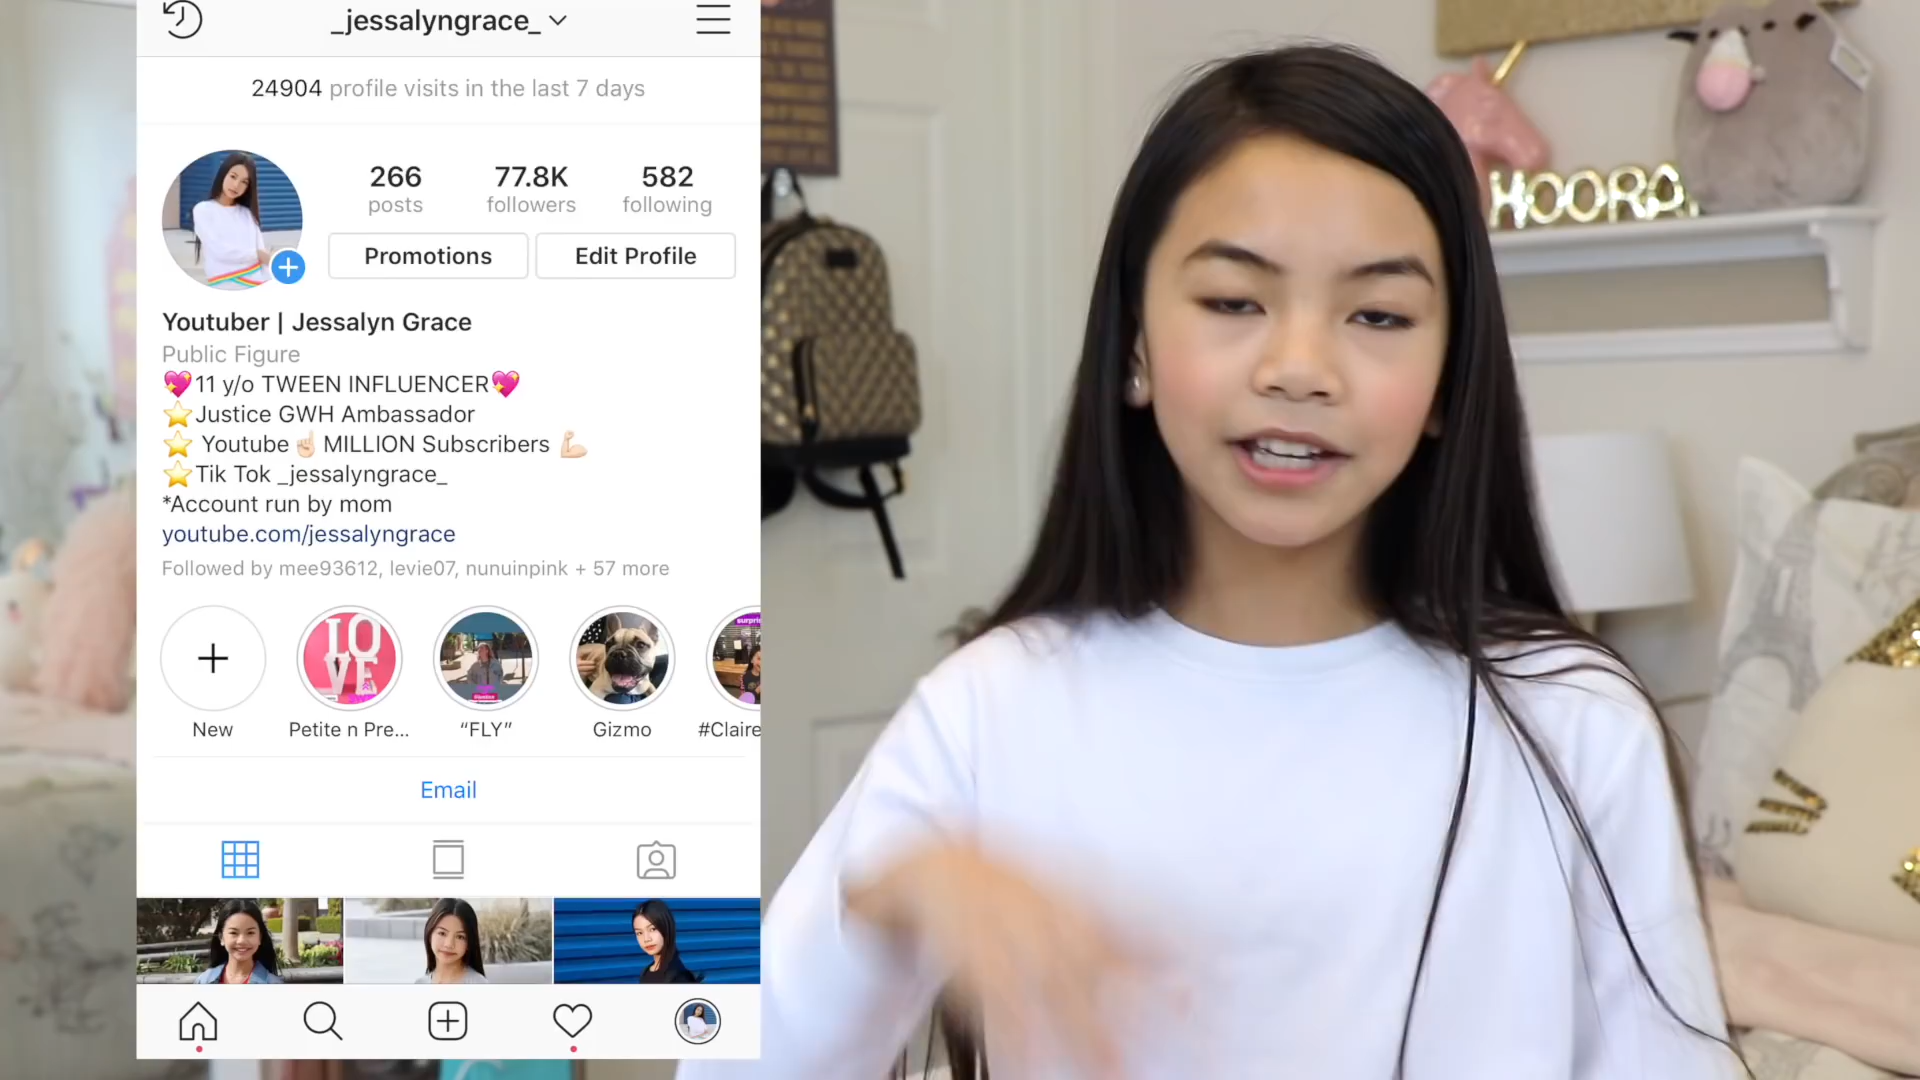 _jessalyngrace_
24904 profile visits in the last 7 days
266 77.8K 582
posts followers following
Promotions Edit Profile
Youtuber | Jessalyn Grace
Public Figure
💖11 y/o TWEEN INFLUENCER💖
⭐Justice GWH Ambassador
⭐ Youtube☝🏻MILLION Subscribers 💪🏻
⭐Tik Tok _jessalyngrace_
*Account run by mom
youtube.com/jessalyngrace
Followed by mee93612, levie07, nunuinpink + 57 more
LOVE
New Petite n Pre... “FLY” Gizmo #Claire
Email
HOORA